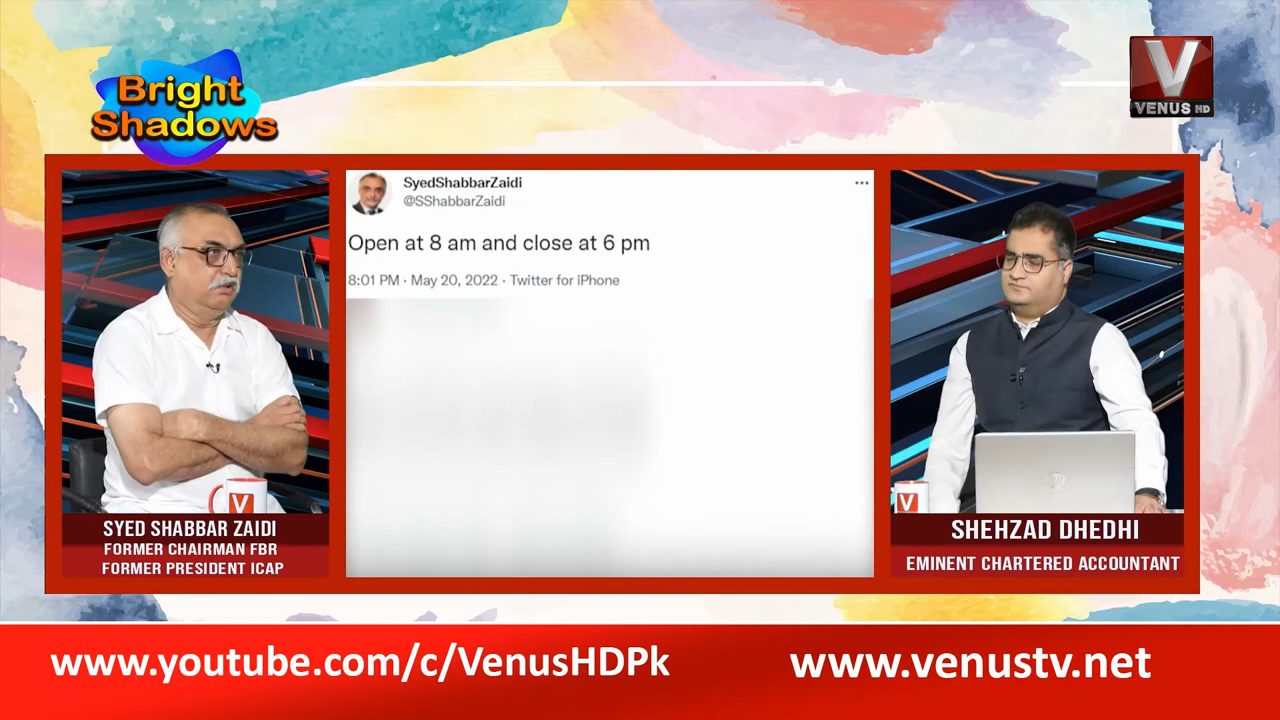 Bright
Shadows
V
VENUS HD
SyedShabbarZaidi
@SShabbarZaidi
Open at 8 am and close at 6 pm
8:01 PM · May 20, 2022 · Twitter for iPhone
V
SYED SHABBAR ZAIDI
FORMER CHAIRMAN FBR
FORMER PRESIDENT ICAP
V
hp
SHEHZAD DHEDHI
EMINENT CHARTERED ACCOUNTANT
www.youtube.com/c/VenusHDPk
www.venustv.net